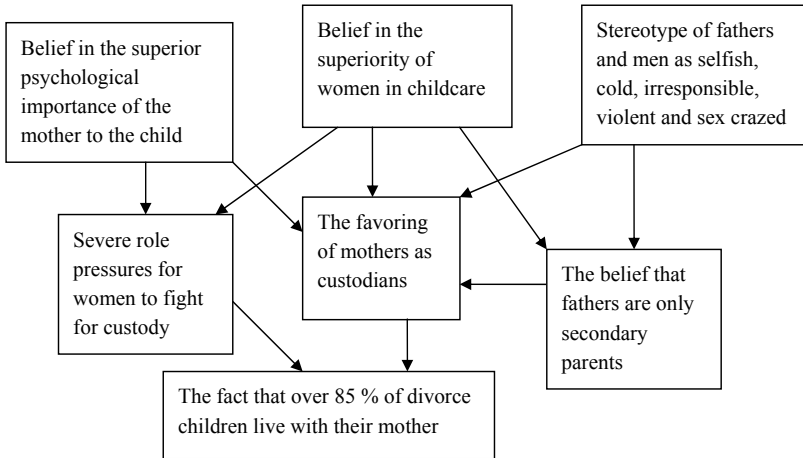 Belief in the superior
psychological
importance of the
mother to the child
Belief in the
superiority of
women in childcare
Stereotype of fathers
and men as selfish,
cold, irresponsible,
violent and sex crazed
Severe role
pressures for
women to fight
for custody
The favoring
of mothers as
custodians
The belief that
fathers are only
secondary
parents
The fact that over 85 % of divorce
children live with their mother